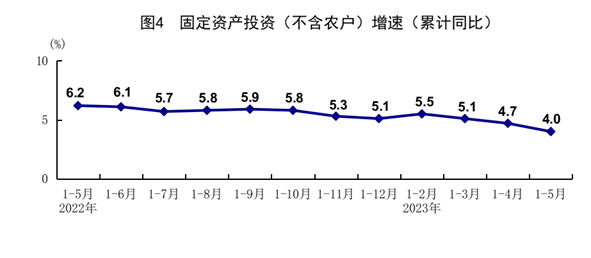 图4　固定资产投资（不含农户）增速（累计同比）
(%)
10
6.2 6.1 5.7 5.8 5.9 5.8 5.3 5.1 5.5 5.1 4.7 4.0
5
0
1-5月 1-6月 1-7月 1-8月 1-9月 1-10月 1-11月 1-12月 1-2月 1-3月 1-4月 1-5月
2022年 2023年